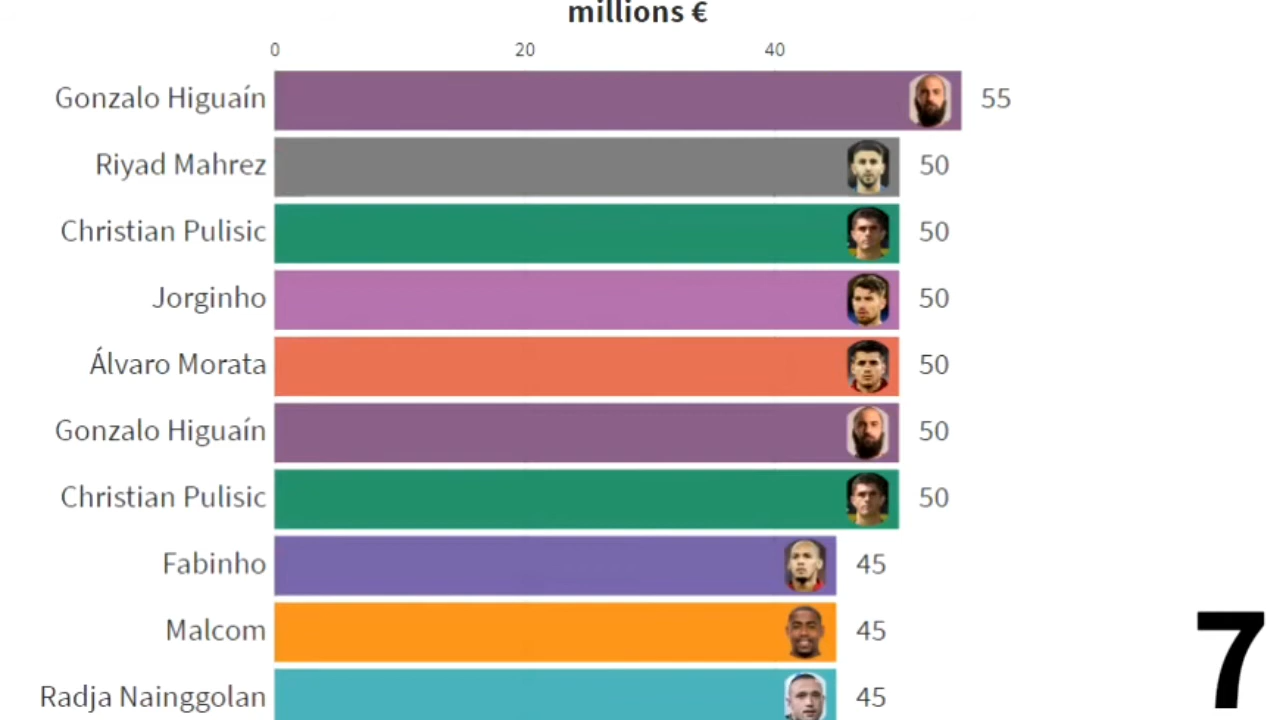 millions €
0 20 40
Gonzalo Higuaín 55
Riyad Mahrez 50
Christian Pulisic 50
Jorginho 50
Álvaro Morata 50
Gonzalo Higuaín 50
Christian Pulisic 50
Fabinho 45
Malcom 45
7
Radja Nainggolan 45